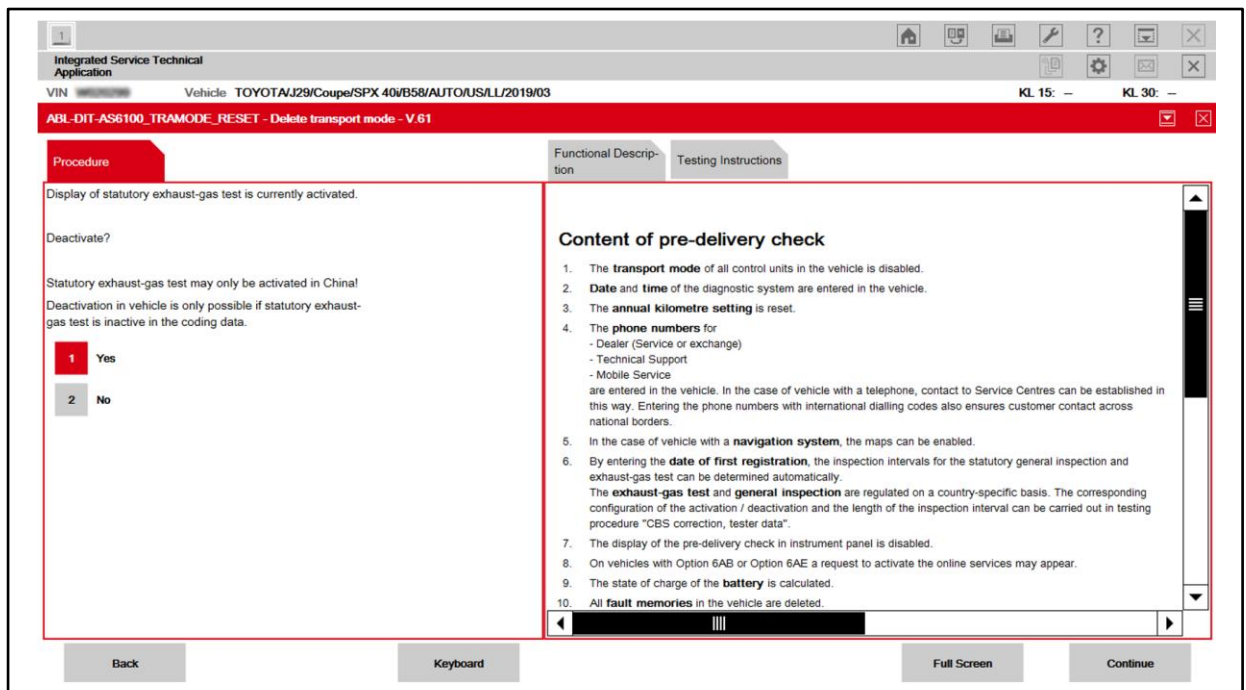 1
?
Integrated Service Technical
Application
VIN Vehicle TOYOTA/J29/Coupe/SPX 40i/B58/AUTO/US/LL/2019/03 KL 15: -- KL 30: --
ABL-DIT-AS6100_TRAMODE_RESET - Delete transport mode - V.61
Procedure
Functional Descrip-
tion
Testing Instructions
Display of statutory exhaust-gas test is currently activated.
Deactivate?
Statutory exhaust-gas test may only be activated in China!
Deactivation in vehicle is only possible if statutory exhaust-
gas test is inactive in the coding data.
1 Yes
2 No
Content of pre-delivery check
1. The transport mode of all control units in the vehicle is disabled.
2. Date and time of the diagnostic system are entered in the vehicle.
3. The annual kilometre setting is reset.
4. The phone numbers for
- Dealer (Service or exchange)
- Technical Support
- Mobile Service
are entered in the vehicle. In the case of vehicle with a telephone, contact to Service Centres can be established in
this way. Entering the phone numbers with international dialling codes also ensures customer contact across
national borders.
5. In the case of vehicle with a navigation system, the maps can be enabled.
6. By entering the date of first registration, the inspection intervals for the statutory general inspection and
exhaust-gas test can be determined automatically.
The exhaust-gas test and general inspection are regulated on a country-specific basis. The corresponding
configuration of the activation / deactivation and the length of the inspection interval can be carried out in testing
procedure "CBS correction, tester data".
7. The display of the pre-delivery check in instrument panel is disabled.
8. On vehicles with Option 6AB or Option 6AE a request to activate the online services may appear.
9. The state of charge of the battery is calculated.
10. All fault memories in the vehicle are deleted.
Back Keyboard Full Screen Continue